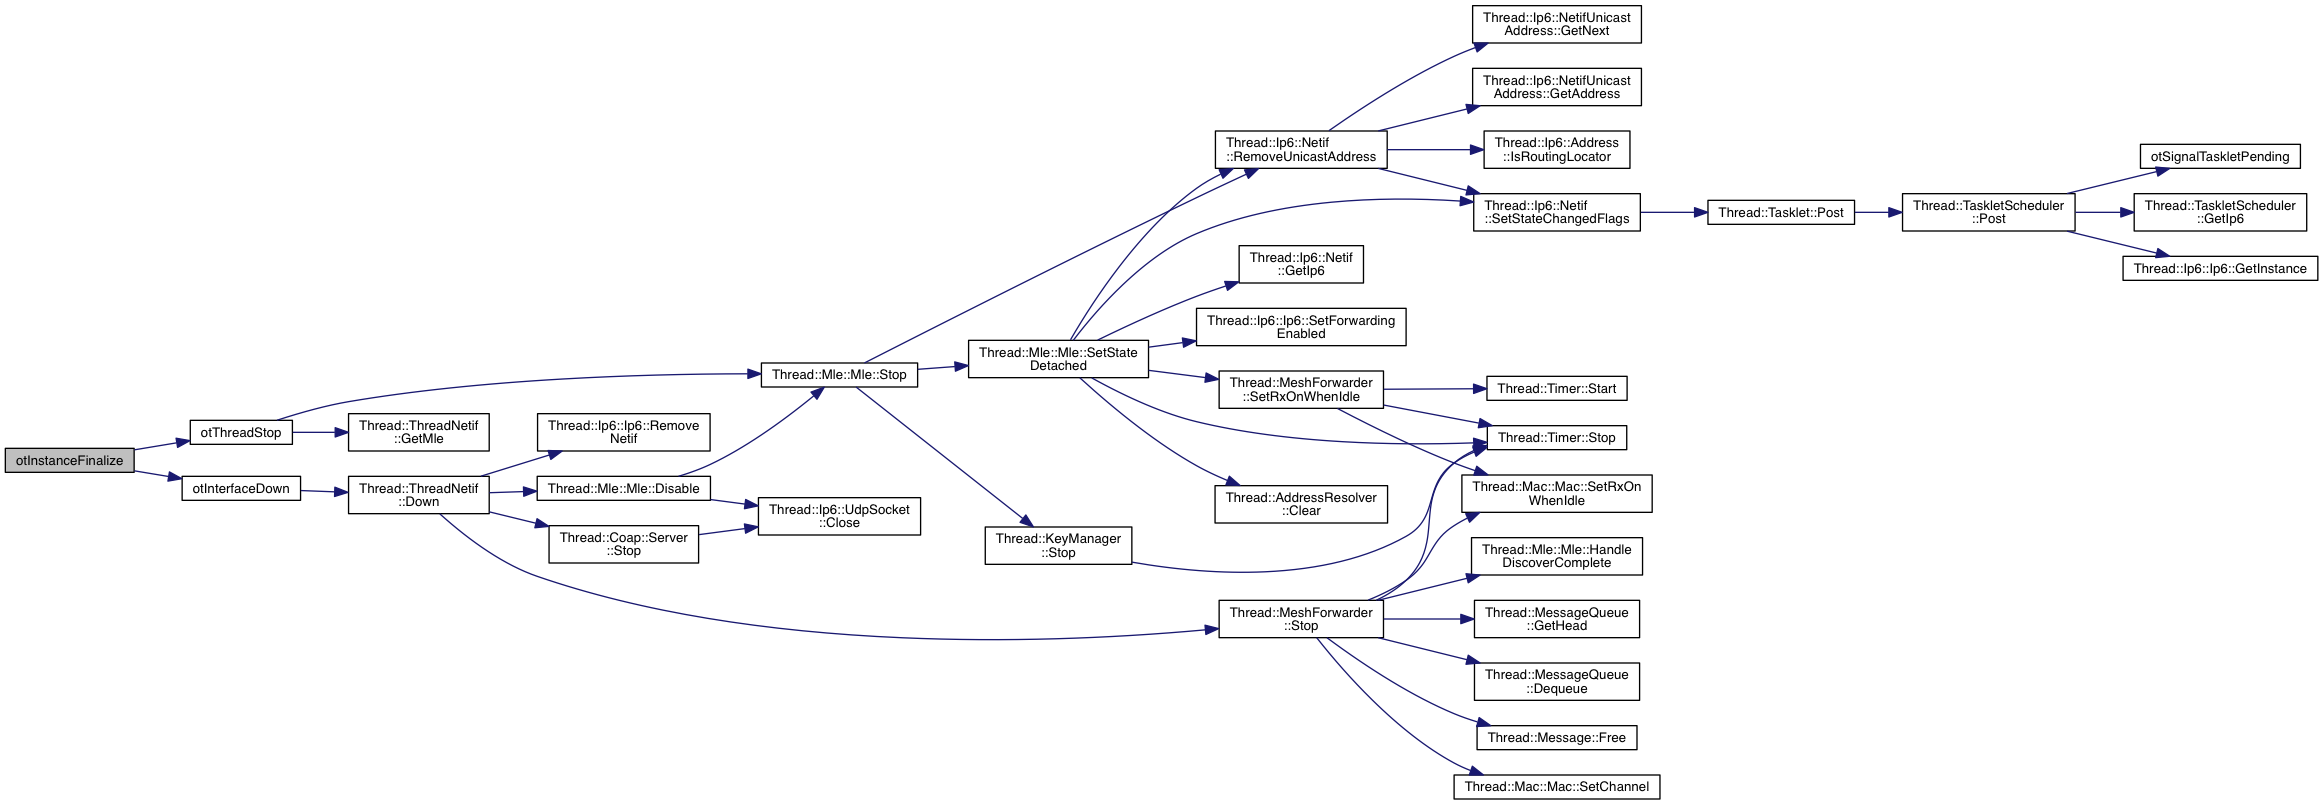 otInstanceFinalize
otThreadStop
otInterfaceDown
Thread::ThreadNetif
::GetMle
Thread::ThreadNetif
::Down
Thread::Ip6::Ip6::Remove
Netif
Thread::Mle::Mle::Disable
Thread::Coap::Server
::Stop
Thread::Mle::Mle::Stop
Thread::Ip6::UdpSocket
::Close
Thread::Mle::Mle::SetState
Detached
Thread::KeyManager
::Stop
Thread::Ip6::Netif
::RemoveUnicastAddress
Thread::Ip6::Netif
::GetIp6
Thread::Ip6::Ip6::SetForwarding
Enabled
Thread::MeshForwarder
::SetRxOnWhenIdle
Thread::AddressResolver
::Clear
Thread::MeshForwarder
::Stop
Thread::Ip6::NetifUnicast
Address::GetNext
Thread::Ip6::NetifUnicast
Address::GetAddress
Thread::Ip6::Address
::IsRoutingLocator
Thread::Ip6::Netif
::SetStateChangedFlags
Thread::Timer::Start
Thread::Timer::Stop
Thread::Mac::Mac::SetRxOn
WhenIdle
Thread::Mle::Mle::Handle
DiscoverComplete
Thread::MessageQueue
::GetHead
Thread::MessageQueue
::Dequeue
Thread::Message::Free
Thread::Mac::Mac::SetChannel
Thread::Tasklet::Post
Thread::TaskletScheduler
::Post
otSignalTaskletPending
Thread::TaskletScheduler
::GetIp6
Thread::Ip6::Ip6::GetInstance